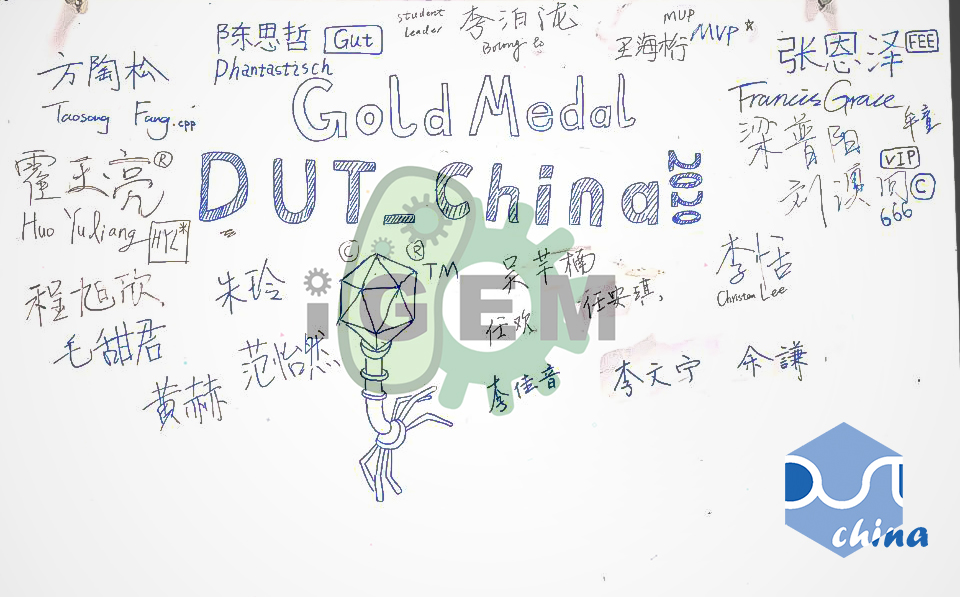 student
Leader
李泊泷
MVP
MVP*
王海桁
陈思哲 Gut
Phantastisch
方陶松
Taosong Fang.cpp
张恩泽 FEE
Francis Grace
Gold Medal
梁普阳
DUT_China 2020
霍玉亮®
Huo Yuliang HYL*
VIP
刘澳 ©
666
© ® TM
iGEM
程旭欣
朱玲
吴芊楠
任安琪
任欢
李恬
Christan Lee
毛甜君
范怡然
黄赫
李佳音
李文宁
余謙
DUT
china